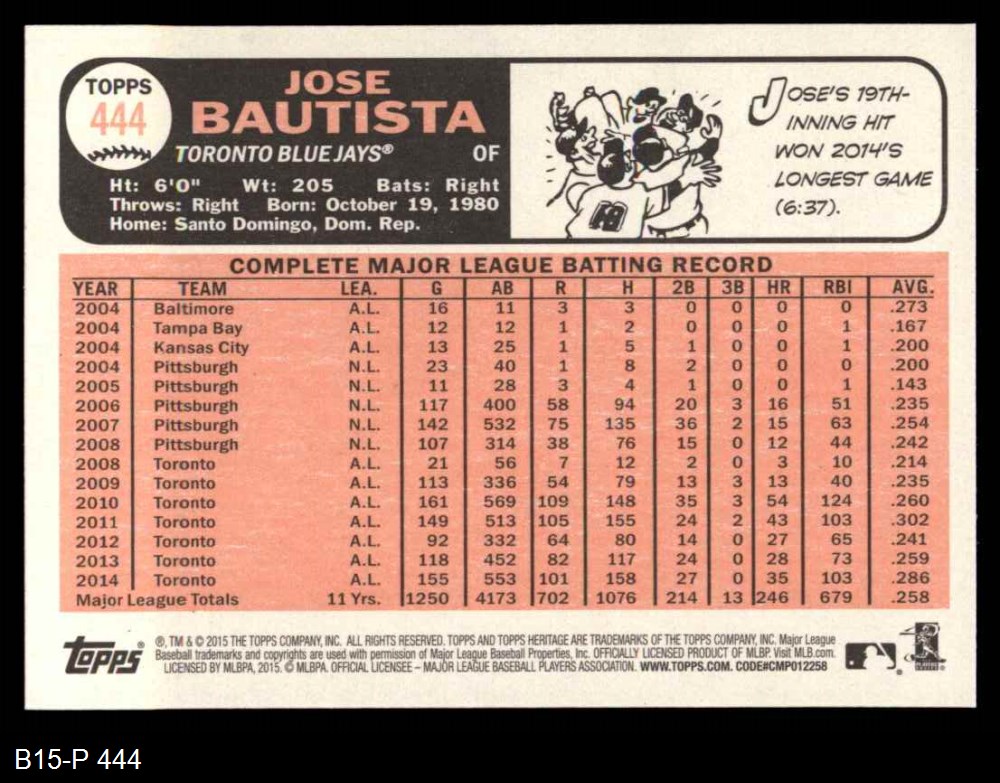 TOPPS
444
JOSE
BAUTISTA
TORONTO BLUE JAYS® OF
Ht: 6'0" Wt: 205 Bats: Right
Throws: Right Born: October 19, 1980
Home: Santo Domingo, Dom. Rep.
JOSE'S 19TH-
INNING HIT
WON 2014'S
LONGEST GAME
(6:37).
COMPLETE MAJOR LEAGUE BATTING RECORD
YEAR TEAM LEA. G AB R H 2B 3B HR RBI AVG.
2004 Baltimore A.L. 16 11 3 3 0 0 0 0 .273
2004 Tampa Bay A.L. 12 12 1 2 0 0 0 1 .167
2004 Kansas City A.L. 13 25 1 5 1 0 0 1 .200
2004 Pittsburgh N.L. 23 40 1 8 2 0 0 0 .200
2005 Pittsburgh N.L. 11 28 3 4 1 0 0 1 .143
2006 Pittsburgh N.L. 117 400 58 94 20 3 16 51 .235
2007 Pittsburgh N.L. 142 532 75 135 36 2 15 63 .254
2008 Pittsburgh N.L. 107 314 38 76 15 0 12 44 .242
2008 Toronto A.L. 21 56 7 12 2 0 3 10 .214
2009 Toronto A.L. 113 336 54 79 13 3 13 40 .235
2010 Toronto A.L. 161 569 109 148 35 3 54 124 .260
2011 Toronto A.L. 149 513 105 155 24 2 43 103 .302
2012 Toronto A.L. 92 332 64 80 14 0 27 65 .241
2013 Toronto A.L. 118 452 82 117 24 0 28 73 .259
2014 Toronto A.L. 155 553 101 158 27 0 35 103 .286
Major League Totals 11 Yrs. 1250 4173 702 1076 214 13 246 679 .258
Topps
®, TM & © 2015 THE TOPPS COMPANY, INC. ALL RIGHTS RESERVED. TOPPS AND TOPPS HERITAGE ARE TRADEMARKS OF THE TOPPS COMPANY, INC. Major League
Baseball trademarks and copyrights are used with permission of Major League Baseball Properties, Inc. OFFICIALLY LICENSED PRODUCT OF MLBP. Visit MLB.com.
LICENSED BY MLBPA, 2015. © MLBPA. OFFICIAL LICENSEE – MAJOR LEAGUE BASEBALL PLAYERS ASSOCIATION. WWW.TOPPS.COM. CODE#CMP012258
B15-P 444